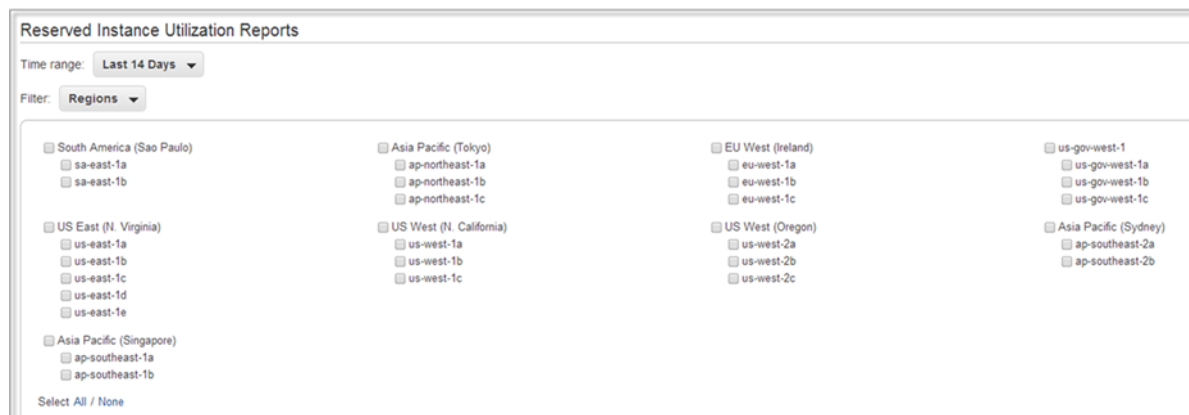 Reserved Instance Utilization Reports
Time range: Last 14 Days
Filter: Regions
South America (Sao Paulo)
sa-east-1a
sa-east-1b
Asia Pacific (Tokyo)
ap-northeast-1a
ap-northeast-1b
ap-northeast-1c
EU West (Ireland)
eu-west-1a
eu-west-1b
eu-west-1c
us-gov-west-1
us-gov-west-1a
us-gov-west-1b
us-gov-west-1c
US East (N. Virginia)
us-east-1a
us-east-1b
us-east-1c
us-east-1d
us-east-1e
US West (N. California)
us-west-1a
us-west-1b
us-west-1c
US West (Oregon)
us-west-2a
us-west-2b
us-west-2c
Asia Pacific (Sydney)
ap-southeast-2a
ap-southeast-2b
Asia Pacific (Singapore)
ap-southeast-1a
ap-southeast-1b
Select All / None